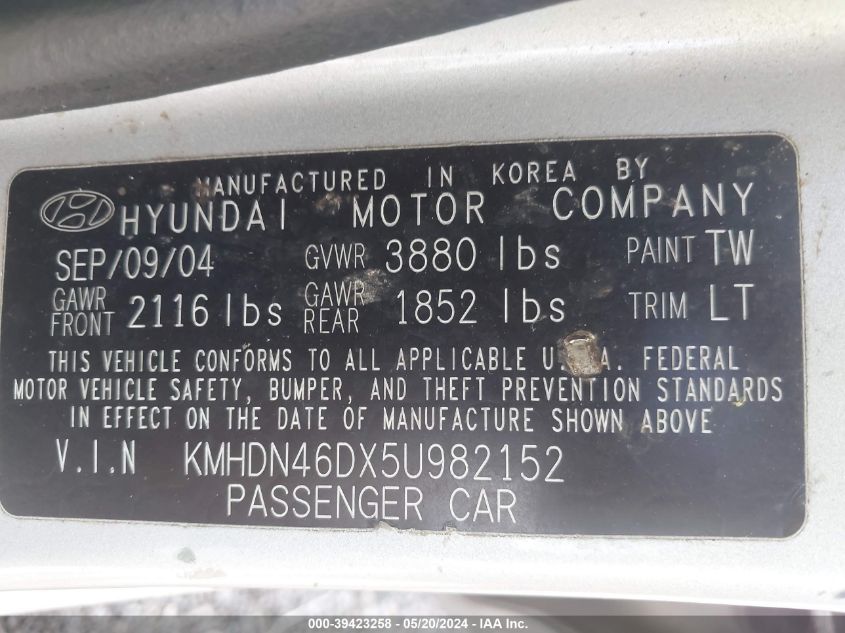 MANUFACTURED IN KOREA BY
HYUNDAI MOTOR COMPANY
SEP/09/04 GVWR 3880 lbs PAINT TW
GAWR FRONT 2116 lbs GAWR REAR 1852 lbs TRIM LT
THIS VEHICLE CONFORMS TO ALL APPLICABLE U.S.A. FEDERAL
MOTOR VEHICLE SAFETY, BUMPER, AND THEFT PREVENTION STANDARDS
IN EFFECT ON THE DATE OF MANUFACTURE SHOWN ABOVE
V.I.N KMHDN46DX5U982152
PASSENGER CAR
000-39423258 - 05/20/2024 - IAA, Inc.